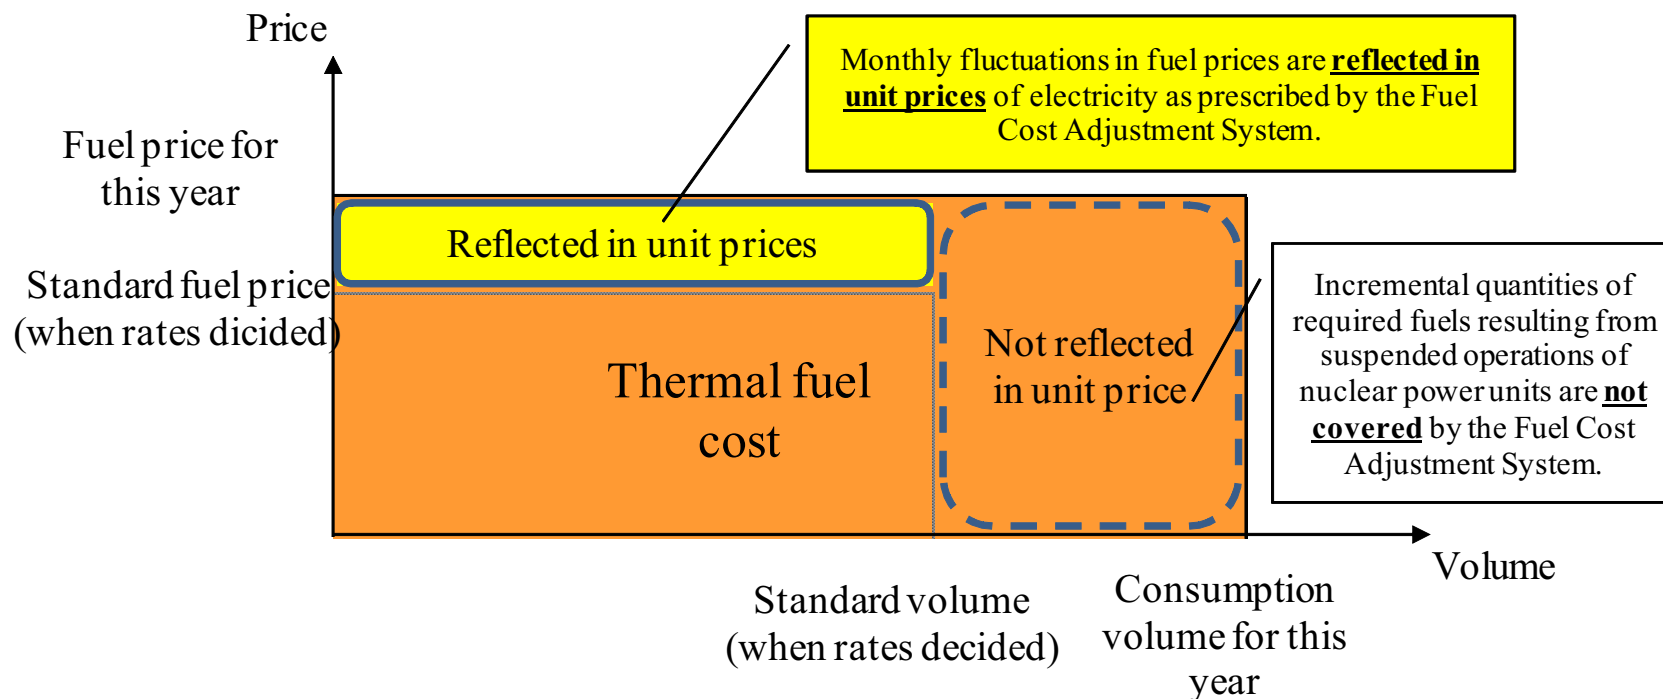 Price
Monthly fluctuations in fuel prices are reflected in
unit prices of electricity as prescribed by the Fuel
Cost Adjustment System.
Fuel price for
this year
Reflected in unit prices
Standard fuel price
(when rates dicided)
Incremental quantities of
required fuels resulting from
suspended operations of
nuclear power units are not
covered by the Fuel Cost
Adjustment System.
Not reflected
in unit price
Thermal fuel
cost
Volume
Standard volume
(when rates decided)
Consumption
volume for this
year